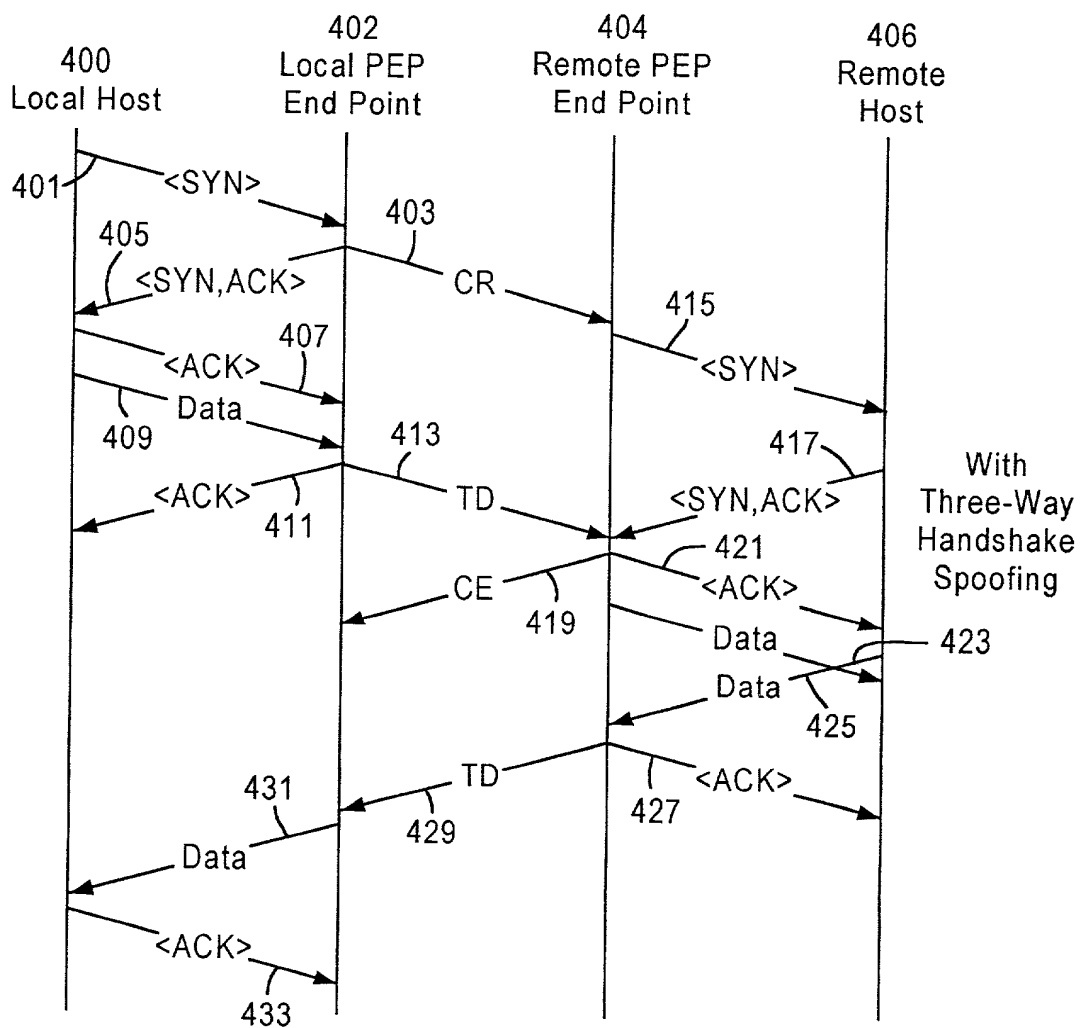 400
Local Host
402
Local PEP
End Point
404
Remote PEP
End Point
406
Remote
Host
401
<SYN>
403
405
<SYN,ACK>
CR
415
407
<ACK>
<SYN>
Data
409
413
417
<ACK>
411
TD
<SYN,ACK>
With
Three-Way
Handshake
Spoofing
421
CE
419
<ACK>
Data
423
Data
425
TD
<ACK>
431
429
427
Data
<ACK>
433